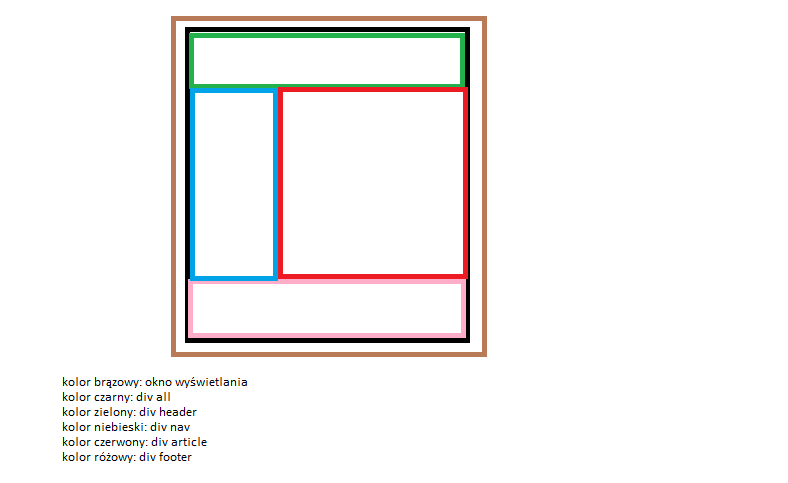 kolor brązowy: okno wyświetlania
kolor czarny: div all
kolor zielony: div header
kolor niebieski: div nav
kolor czerwony: div article
kolor różowy: div footer